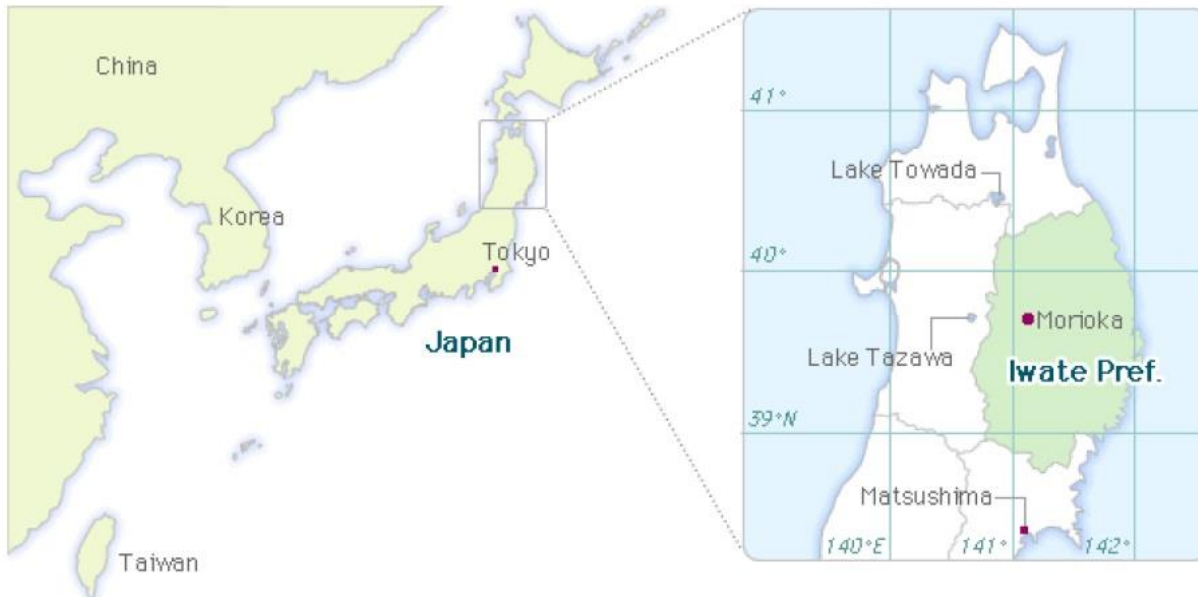 China
Korea
Tokyo
Japan
Taiwan
41°
Lake Towada
40°
Morioka
Lake Tazawa
Iwate Pref.
39°N
Matsushima
140°E
141°
142°